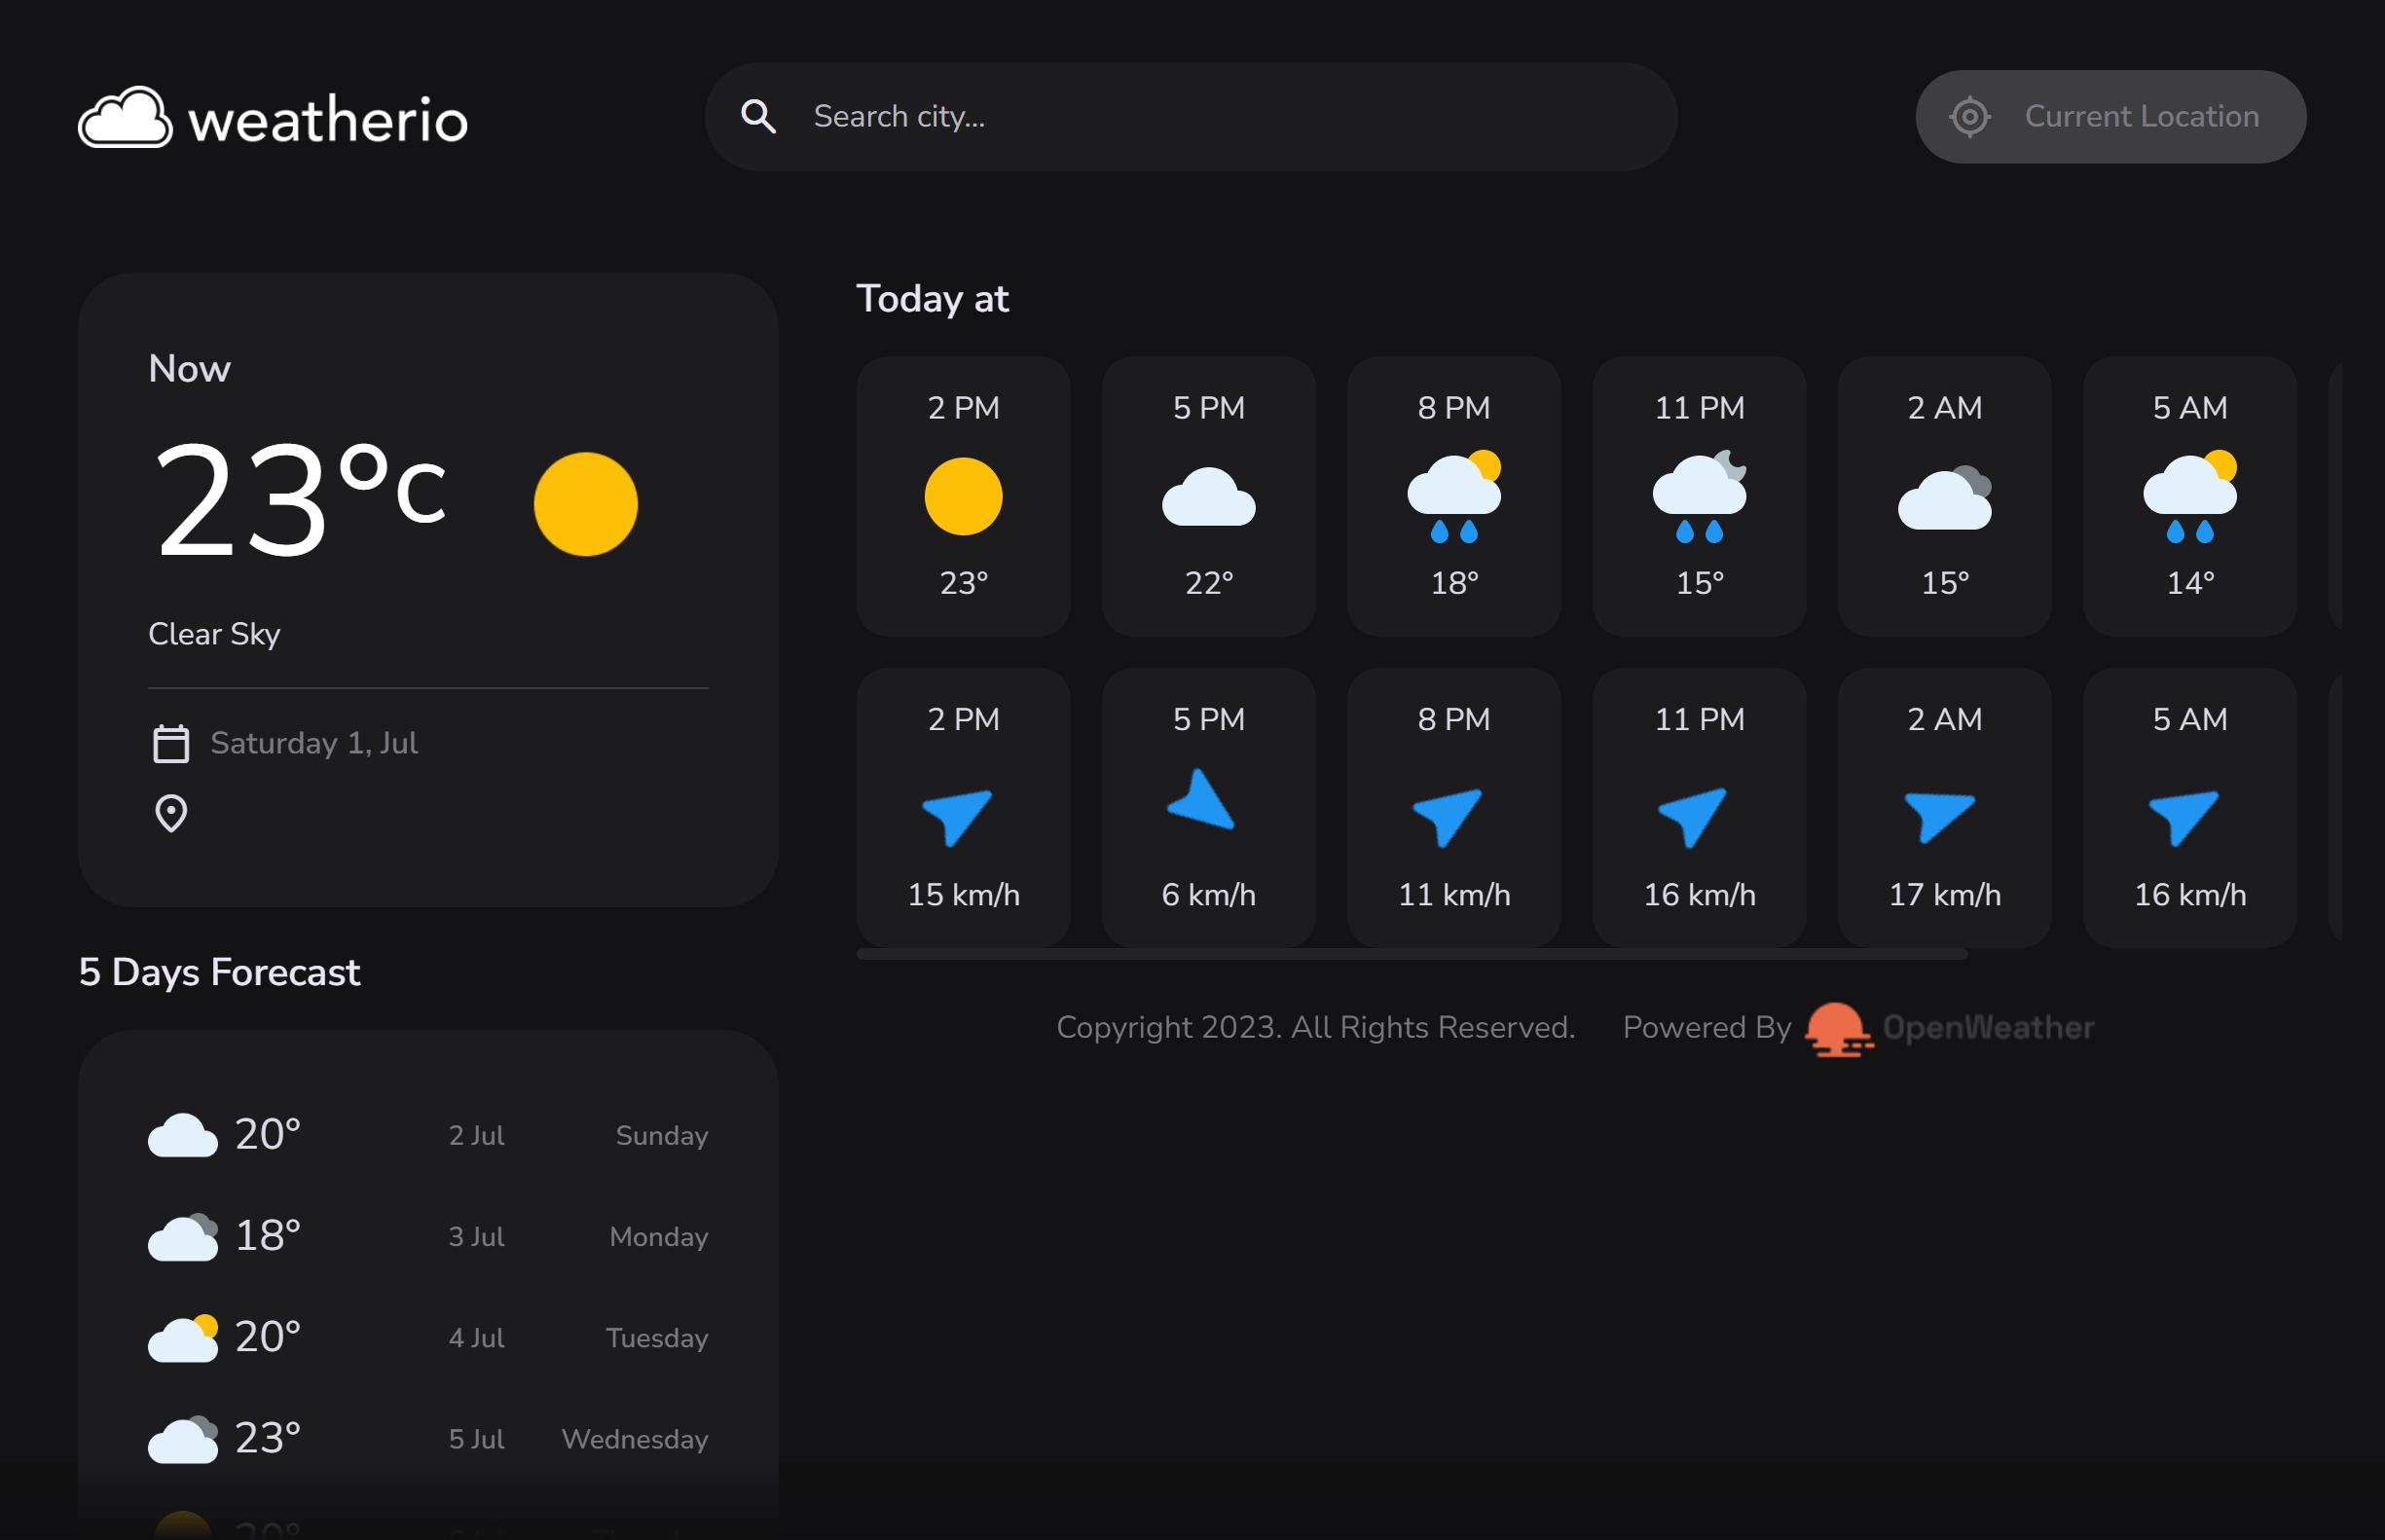 weatherio
Search city...
Current Location
Now
23°c
Clear Sky
Saturday 1, Jul
5 Days Forecast
20° 2 Jul Sunday
18° 3 Jul Monday
20° 4 Jul Tuesday
23° 5 Jul Wednesday
Today at
2 PM 5 PM 8 PM 11 PM 2 AM 5 AM
23° 22° 18° 15° 15° 14°
2 PM 5 PM 8 PM 11 PM 2 AM 5 AM
15 km/h 6 km/h 11 km/h 16 km/h 17 km/h 16 km/h
Copyright 2023. All Rights Reserved. Powered By OpenWeather